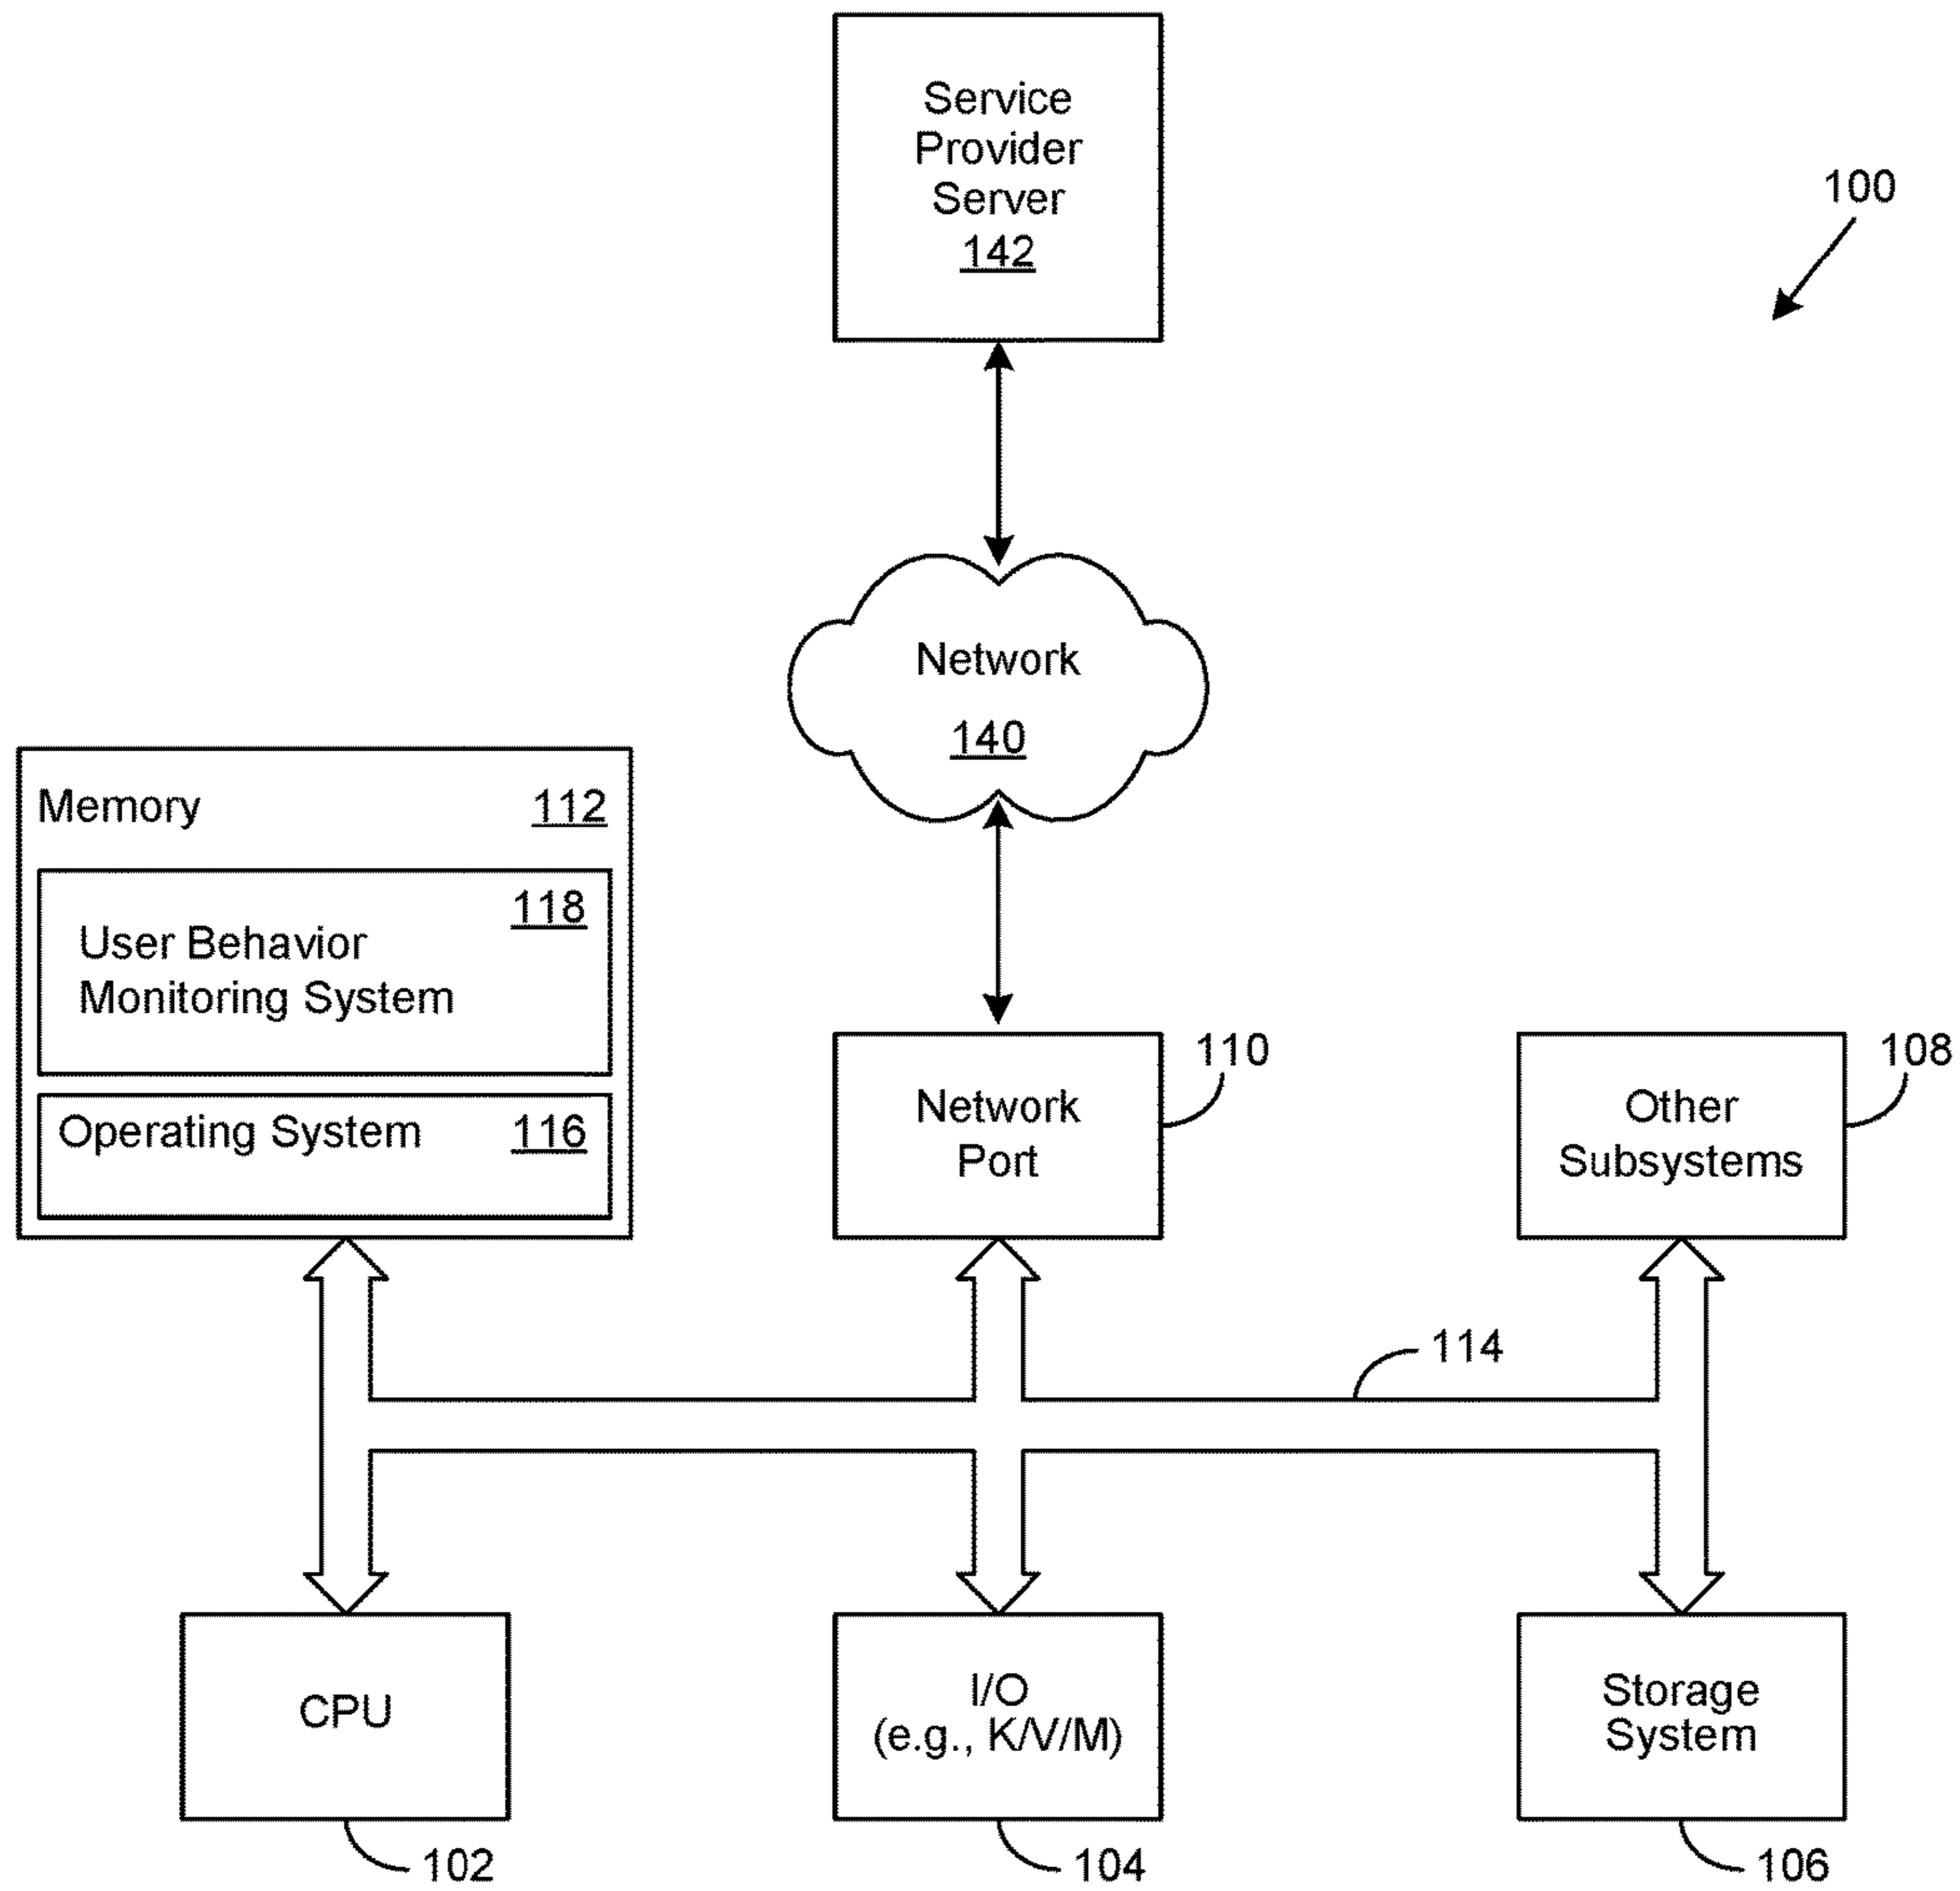 Service
Provider
Server
142
100
Network
140
Memory 112
118
User Behavior
Monitoring System
Operating System 116
Network
Port
110
Other
Subsystems
108
114
CPU
I/O
(e.g., K/V/M)
Storage
System
102
104
106